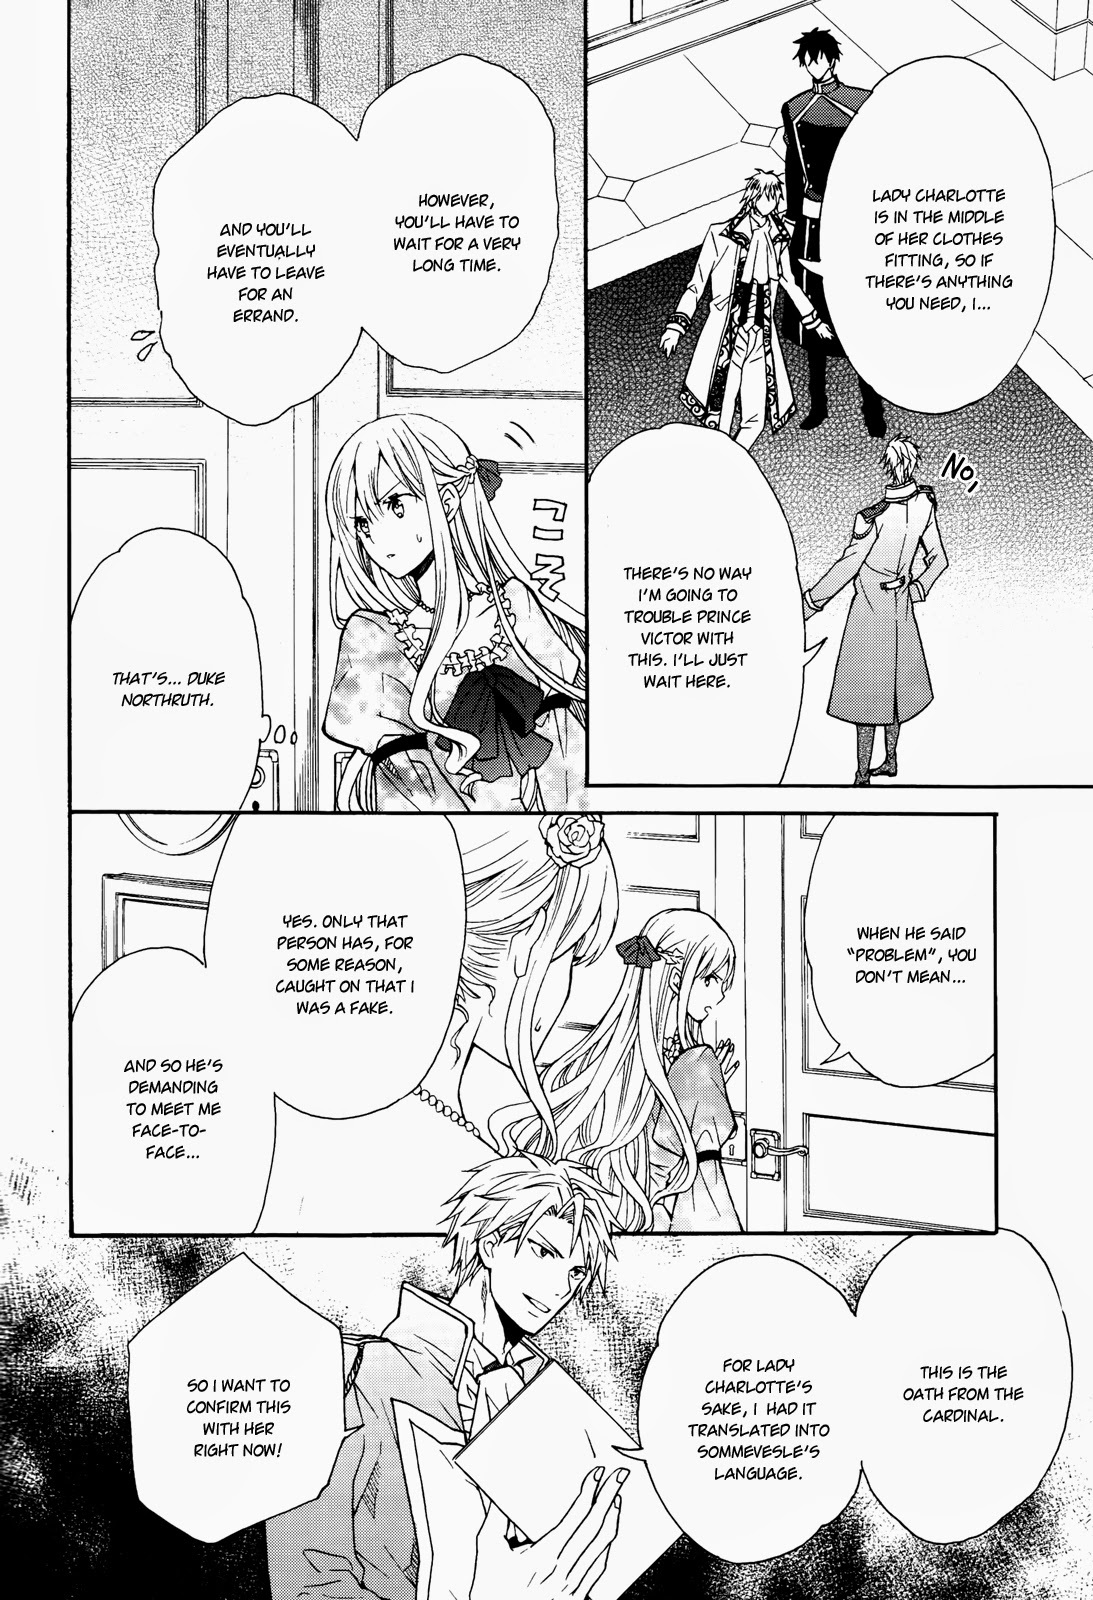 LADY CHARLOTTE
IS IN THE MIDDLE
OF HER CLOTHES
FITTING, SO IF
THERE'S ANYTHING
YOU NEED, I...
NO,
THERE'S NO WAY
I'M GOING TO
TROUBLE PRINCE
VICTOR WITH
THIS. I'LL JUST
WAIT HERE.
HOWEVER,
YOU'LL HAVE TO
WAIT FOR A VERY
LONG TIME.
AND YOU'LL
EVENTUALLY
HAVE TO LEAVE
FOR AN
ERRAND.
THAT'S... DUKE
NORTHRUTH.
WHEN HE SAID
"PROBLEM", YOU
DON'T MEAN...
YES. ONLY THAT
PERSON HAS, FOR
SOME REASON,
CAUGHT ON THAT I
WAS A FAKE.
AND SO HE'S
DEMANDING
TO MEET ME
FACE-TO-
FACE...
THIS IS THE
OATH FROM THE
CARDINAL.
FOR LADY
CHARLOTTE'S
SAKE, I HAD IT
TRANSLATED INTO
SOMMEVESLE'S
LANGUAGE.
SO I WANT TO
CONFIRM THIS
WITH HER
RIGHT NOW!